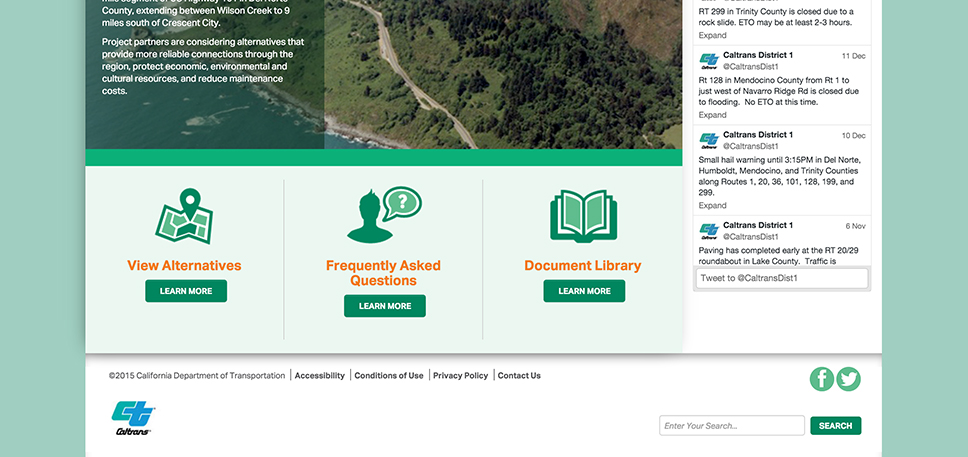 County, extending between Wilson Creek to 9
miles south of Crescent City.
Project partners are considering alternatives that
provide more reliable connections through the
region, protect economic, environmental and
cultural resources, and reduce maintenance
costs.
View Alternatives
LEARN MORE
Frequently Asked
Questions
LEARN MORE
Document Library
LEARN MORE
RT 299 in Trinity County is closed due to a
rock slide. ETO may be at least 2-3 hours.
Expand
Caltrans District 1 11 Dec
@CaltransDist1
Rt 128 in Mendocino County from Rt 1 to
just west of Navarro Ridge Rd is closed due
to flooding. No ETO at this time.
Expand
Caltrans District 1 10 Dec
@CaltransDist1
Small hail warning until 3:15PM in Del Norte,
Humboldt, Mendocino, and Trinity Counties
along Routes 1, 20, 36, 101, 128, 199, and
299.
Expand
Caltrans District 1 6 Nov
@CaltransDist1
Paving has completed early at the RT 20/29
roundabout in Lake County. Traffic is
Tweet to @CaltransDist1
©2015 California Department of Transportation | Accessibility | Conditions of Use | Privacy Policy | Contact Us
ct
Caltrans
Enter Your Search...
SEARCH